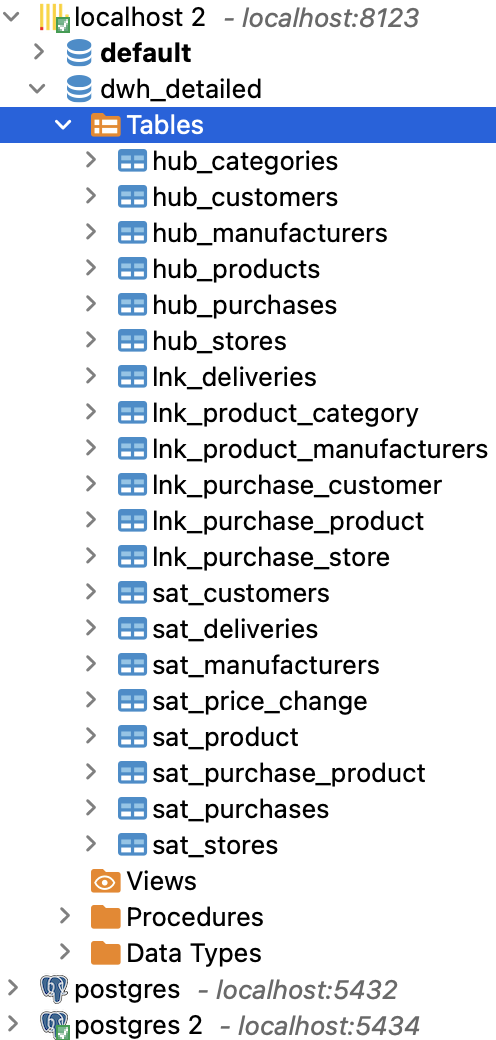 localhost 2 - localhost:8123
default
dwh_detailed
Tables
hub_categories
hub_customers
hub_manufacturers
hub_products
hub_purchases
hub_stores
lnk_deliveries
lnk_product_category
lnk_product_manufacturers
lnk_purchase_customer
lnk_purchase_product
lnk_purchase_store
sat_customers
sat_deliveries
sat_manufacturers
sat_price_change
sat_product
sat_purchase_product
sat_purchases
sat_stores
Views
Procedures
Data Types
postgres - localhost:5432
postgres 2 - localhost:5434